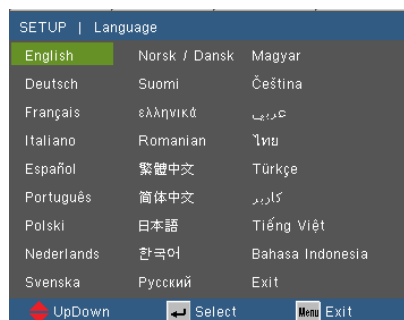 SETUP | Language
English Norsk / Dansk Magyar
Deutsch Suomi Čeština
Français ελληνικά عربي
Italiano Romanian ไทย
Español 繁體中文 Türkçe
Português 简体中文 کاربر
Polski 日本語 Tiếng Việt
Nederlands 한국어 Bahasa Indonesia
Svenska Русский Exit
UpDown Select Menu Exit